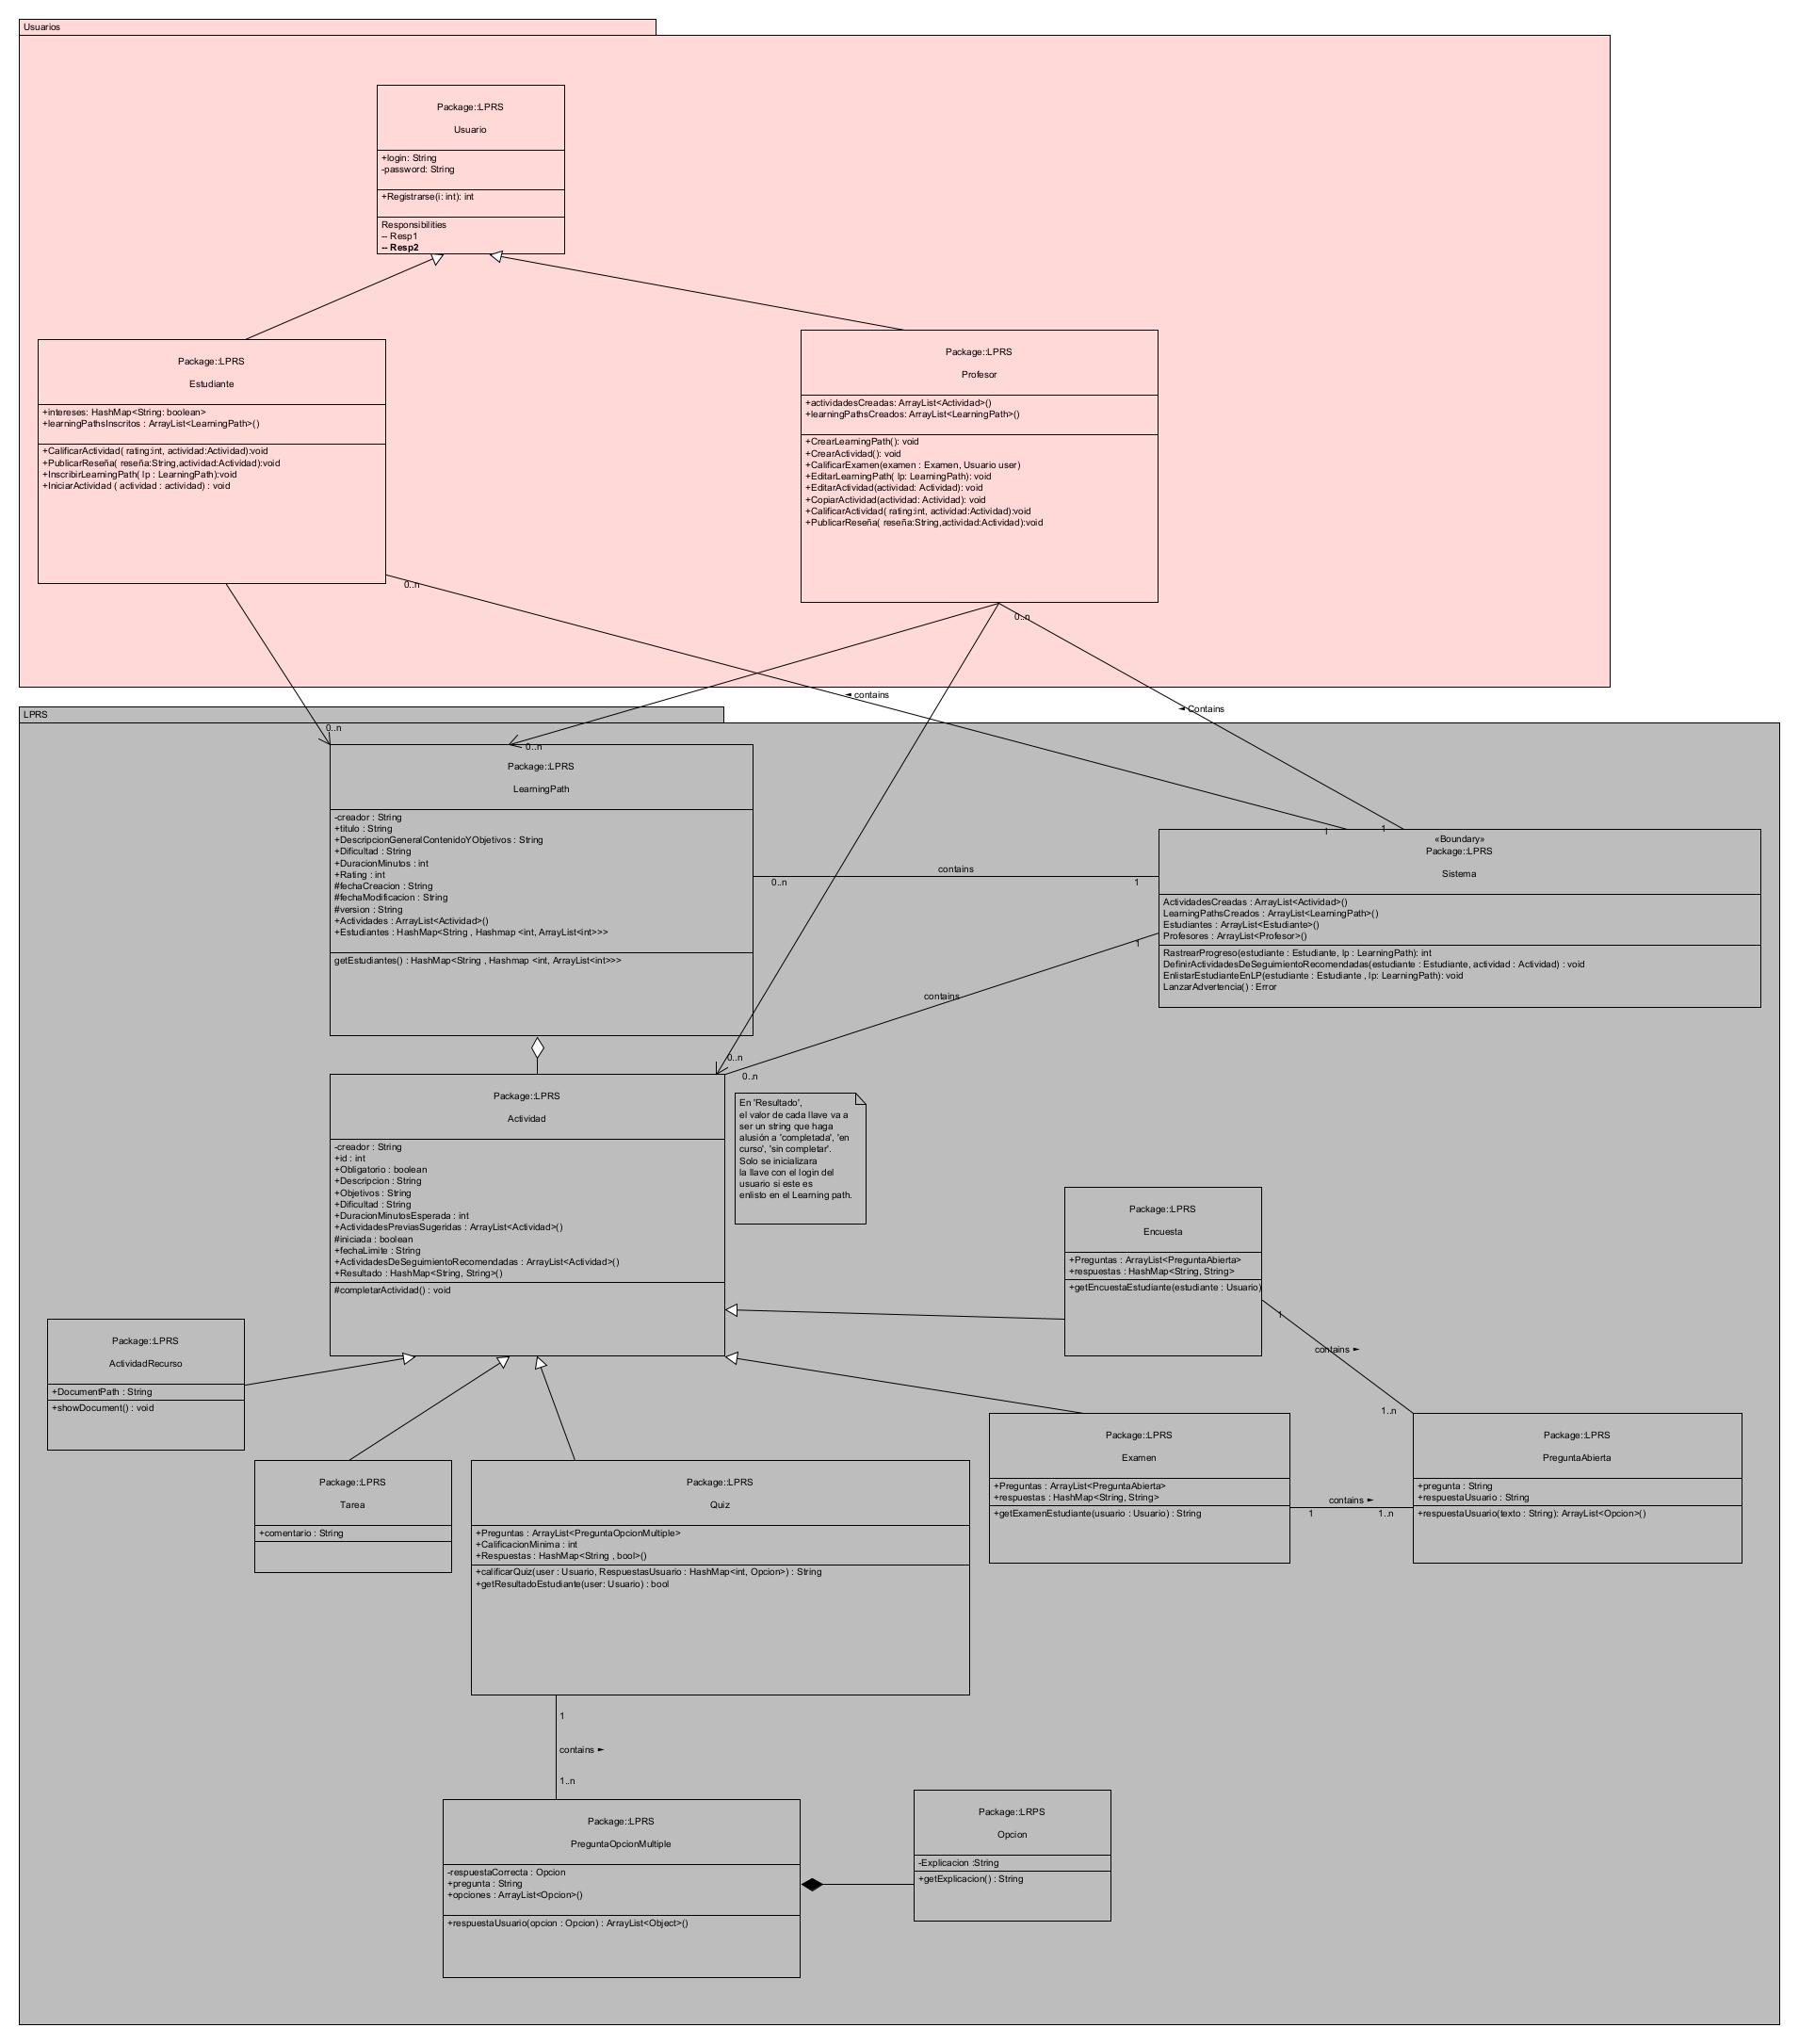 Usuarios
Package::LPRS
Usuario
+login: String
-password: String
+Registrarse(i: int): int
Responsibilities
-- Resp1
-- Resp2
Package::LPRS
Estudiante
+intereses: HashMap<String: boolean>
+learningPathsInscritos : ArrayList<LearningPath>()
+CalificarActividad( rating:int, actividad:Actividad):void
+PublicarReseña( reseña:String,actividad:Actividad):void
+InscribirLearningPath( lp : LearningPath):void
+IniciarActividad ( actividad : actividad) : void
Package::LPRS
Profesor
+actividadesCreadas: ArrayList<Actividad>()
+learningPathsCreados: ArrayList<LearningPath>()
+CrearLearningPath(): void
+CrearActividad(): void
+CalificarExamen(examen : Examen, Usuario user)
+EditarLearningPath( lp: LearningPath): void
+EditarActividad(actividad: Actividad): void
+CopiarActividad(actividad: Actividad): void
+CalificarActividad( rating:int, actividad:Actividad):void
+PublicarReseña( reseña:String,actividad:Actividad):void
0..n
0..n
◄ contains
◄ Contains
LPRS
0..n
0..n
Package::LPRS
LearningPath
-creador : String
+titulo : String
+DescripcionGeneralContenidoYObjetivos : String
+Dificultad : String
+DuracionMinutos : int
+Rating : int
#fechaCreacion : String
#fechaModificacion : String
#version : String
+Actividades : ArrayList<Actividad>()
+Estudiantes : HashMap<String , Hashmap <int, ArrayList<int>>>
getEstudiantes() : HashMap<String , Hashmap <int, ArrayList<int>>>
contains
0..n
1
1
1
«Boundary»
Package::LPRS
Sistema
ActividadesCreadas : ArrayList<Actividad>()
LearningPathsCreados : ArrayList<LearningPath>()
Estudiantes : ArrayList<Estudiante>()
Profesores : ArrayList<Profesor>()
RastrearProgreso(estudiante : Estudiante, lp : LearningPath): int
DefinirActividadesDeSeguimientoRecomendadas(estudiante : Estudiante, actividad : Actividad) : void
EnlistarEstudianteEnLP(estudiante : Estudiante , lp: LearningPath): void
LanzarAdvertencia() : Error
1
contains
0..n
0..n
Package::LPRS
Actividad
-creador : String
+id : int
+Obligatorio : boolean
+Descripcion : String
+Objetivos : String
+Dificultad : String
+DuracionMinutosEsperada : int
+ActividadesPreviasSugeridas : ArrayList<Actividad>()
#iniciada : boolean
+fechaLimite : String
+ActividadesDeSeguimientoRecomendadas : ArrayList<Actividad>()
+Resultado : HashMap<String, String>()
#completarActividad() : void
En 'Resultado',
el valor de cada llave va a
ser un string que haga
alusión a 'completada', 'en
curso', 'sin completar'.
Solo se inicializara
la llave con el login del
usuario si este es
enlisto en el Learning path.
Package::LPRS
Encuesta
+Preguntas : ArrayList<PreguntaAbierta>
+respuestas : HashMap<String, String>
+getEncuestaEstudiante(estudiante : Usuario)
1
contains ►
1..n
Package::LPRS
ActividadRecurso
+DocumentPath : String
+showDocument() : void
Package::LPRS
Tarea
+comentario : String
Package::LPRS
Quiz
+Preguntas : ArrayList<PreguntaOpcionMultiple>
+CalificacionMinima : int
+Respuestas : HashMap<String , bool>()
+calificarQuiz(user : Usuario, RespuestasUsuario : HashMap<int, Opcion>) : String
+getResultadoEstudiante(user: Usuario) : bool
Package::LPRS
Examen
+Preguntas : ArrayList<PreguntaAbierta>
+respuestas : HashMap<String, String>
+getExamenEstudiante(usuario : Usuario) : String
contains ►
1
1..n
Package::LPRS
PreguntaAbierta
+pregunta : String
+respuestaUsuario : String
+respuestaUsuario(texto : String): ArrayList<Opcion>()
1
contains ►
1..n
Package::LPRS
PreguntaOpcionMultiple
-respuestaCorrecta : Opcion
+pregunta : String
+opciones : ArrayList<Opcion>()
+respuestaUsuario(opcion : Opcion) : ArrayList<Object>()
Package::LRPS
Opcion
-Explicacion :String
+getExplicacion() : String